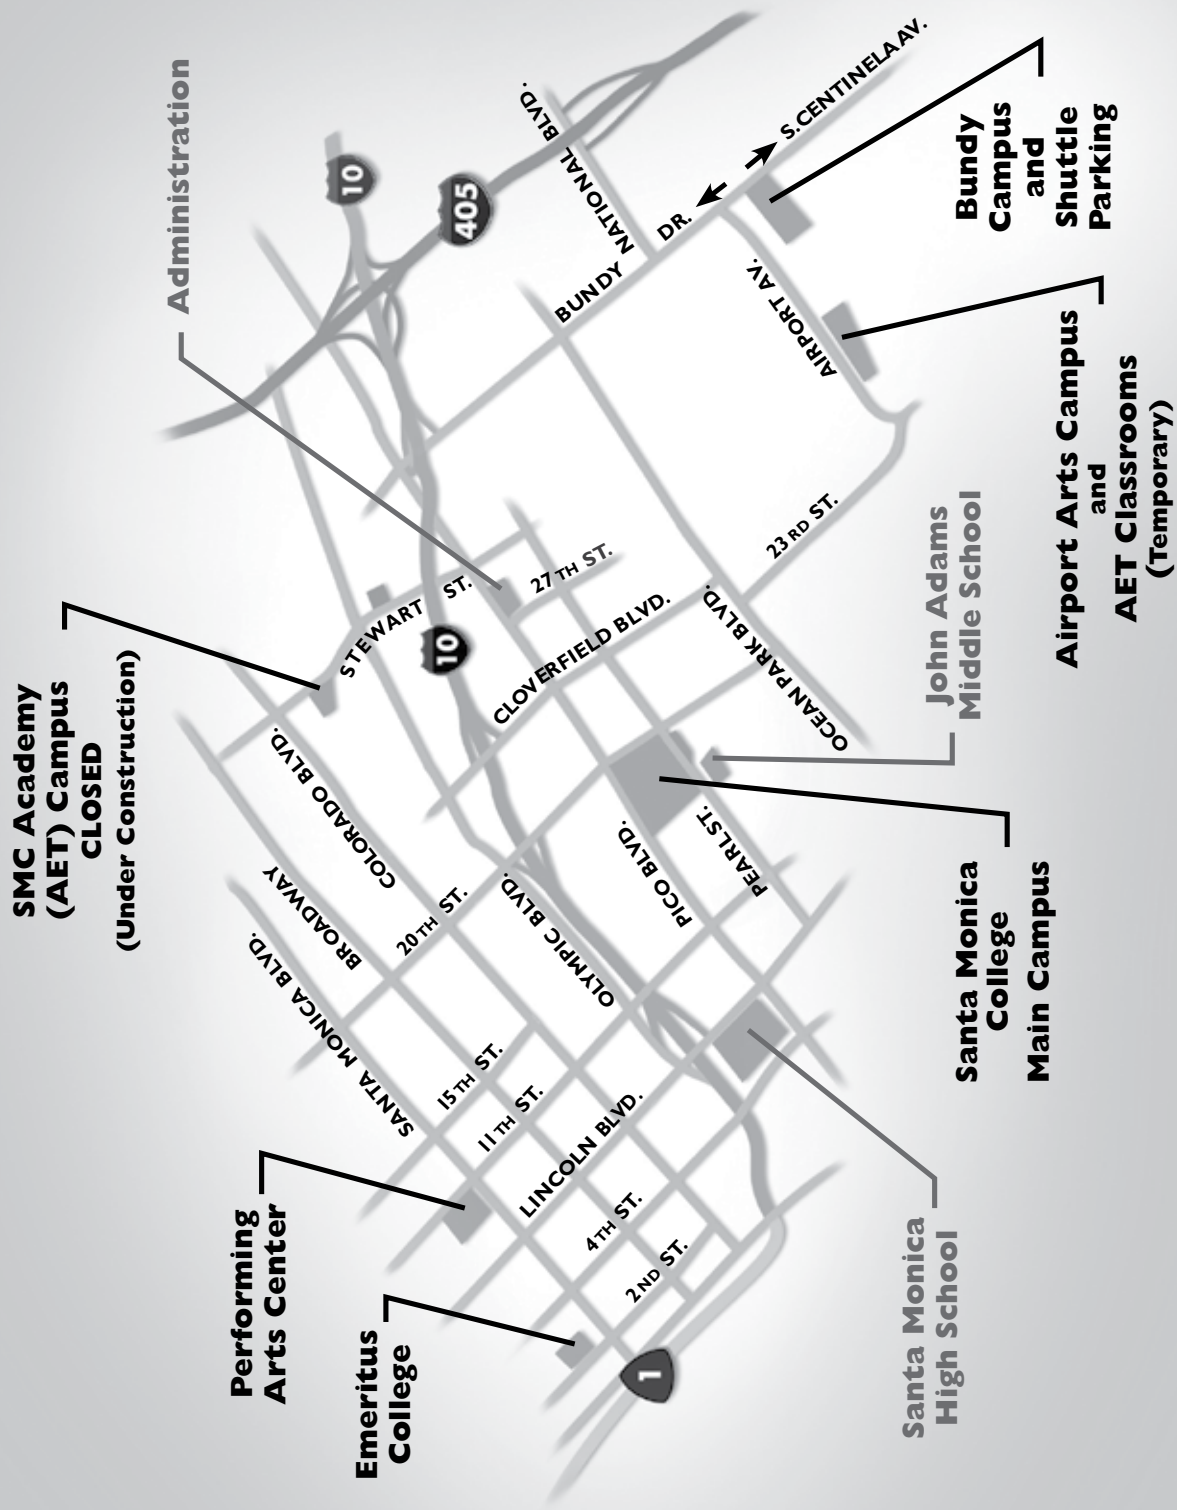 SMC Academy
(AET) Campus
CLOSED
(Under Construction)
Administration
Performing
Arts Center
Emeritus
College
10
405
10
1
NATIONAL BLVD.
S.CENTINELA AV.
BUNDY DR.
AIRPORT AV.
STEWART ST.
27TH ST.
23RD ST.
CLOVERFIELD BLVD.
OCEAN PARK BLVD.
COLORADO BLVD.
BROADWAY
SANTA MONICA BLVD.
20TH ST.
OLYMPIC BLVD.
PICO BLVD.
PEARL ST.
15TH ST.
11TH ST.
LINCOLN BLVD.
4TH ST.
2ND ST.
Santa Monica
High School
Santa Monica
College
Main Campus
John Adams
Middle School
Airport Arts Campus
and
AET Classrooms
(Temporary)
Bundy
Campus
and
Shuttle
Parking